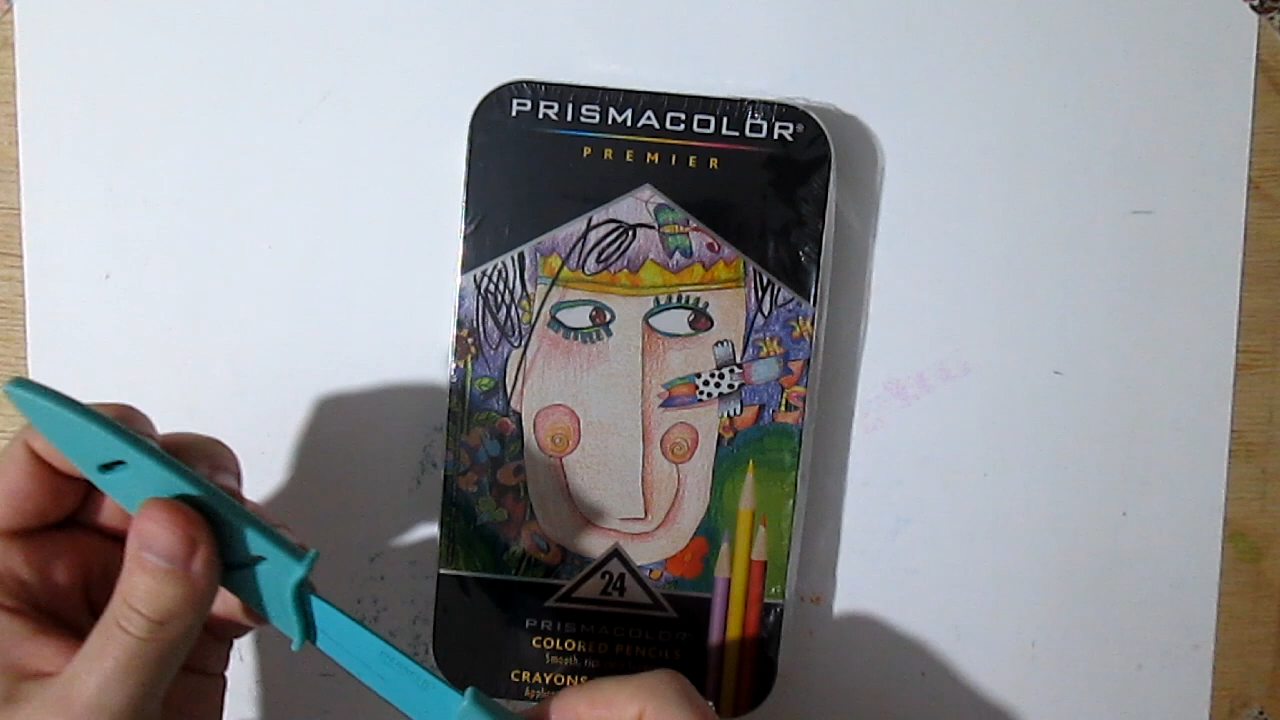 PRISMACOLOR®
PREMIER
24
PRISMACOLOR
COLORED PENCILS
Smooth,
CRAYONS